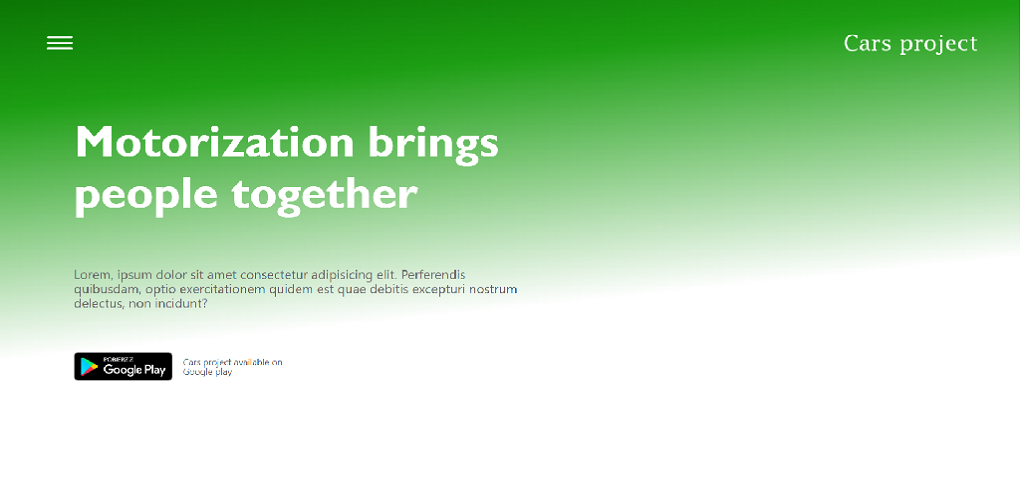 Cars project
Motorization brings
people together
Lorem, ipsum dolor sit amet consectetur adipisicing elit. Perferendis
quibusdam, optio exercitationem quidem est quae debitis excepturi nostrum
delectus, non incidunt?
POBIERZ Z
Google Play
Cars project available on
Google play